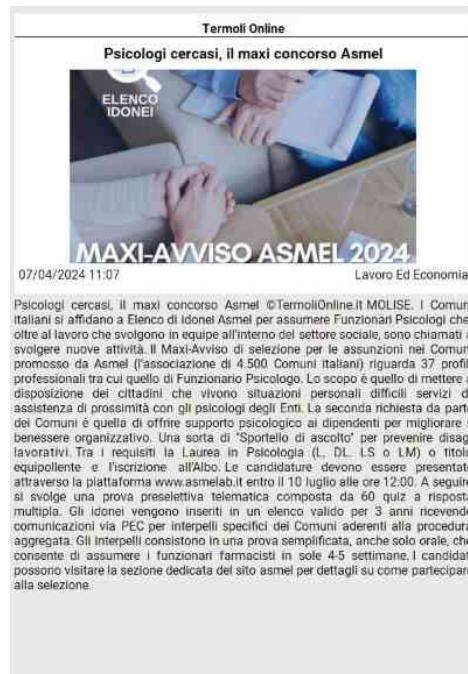 Termoli Online
Psicologi cercasi, il maxi concorso Asmel
ELENCO
IDONEI
MAXI-AVVISO ASMEL 2024
07/04/2024 11:07 Lavoro Ed Economia
Psicologi cercasi, il maxi concorso Asmel ©TermoliOnline.it MOLISE. I Comun
italiani si affidano a Elenco di Idonei Asmel per assumere Funzionari Psicologi che,
oltre al lavoro che svolgono in equipe all'interno del settore sociale, sono chiamati a
svolgere nuove attività. Il Maxi-Avviso di selezione per le assunzioni nei Comun
promosso da Asmel (l'associazione di 4.500 Comuni italiani) riguarda 37 profil
professionali tra cui quello di Funzionario Psicologo. Lo scopo è quello di mettere a
disposizione dei cittadini che vivono situazioni personali difficili servizi d
assistenza di prossimità con gli psicologi degli Enti. La seconda richiesta da part
dei Comuni è quella di offrire supporto psicologico ai dipendenti per migliorare i
benessere organizzativo. Una sorta di "Sportello di ascolto" per prevenire disag
lavorativi. Tra i requisiti la Laurea in Psicologia (L, DL. LS o LM) o titolo
equipollente e l'iscrizione all'Albo. Le candidature devono essere presentat
attraverso la piattaforma www.asmelab.it entro il 10 luglio alle ore 12:00. A seguire
si svolge una prova preselettiva telematica composta da 60 quiz a rispost
multipla. Gli idonei vengono inseriti in un elenco valido per 3 anni ricevendo
comunicazioni via PEC per interpelli specifici dei Comuni aderenti alla procedura
aggregata. Gli interpelli consistono in una prova semplificata, anche solo orale, che
consente di assumere i funzionari farmacisti in sole 4-5 settimane. I candidat
possono visitare la sezione dedicata del sito asmel per dettagli su come partecipare
alla selezione.